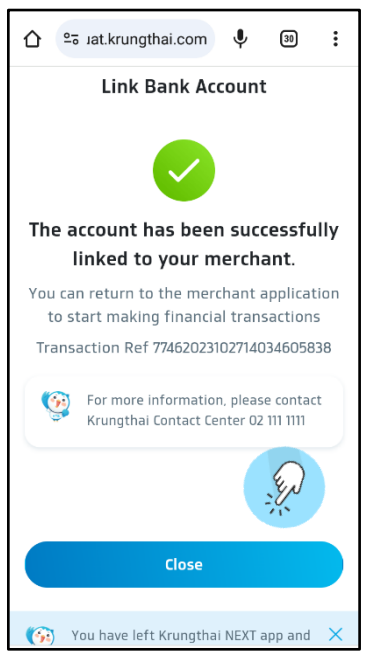 uat.krungthai.com
30
Link Bank Account
The account has been successfully
linked to your merchant.
You can return to the merchant application
to start making financial transactions
Transaction Ref 77462023102714034605838
For more information, please contact
Krungthai Contact Center 02 111 1111
Close
You have left Krungthai NEXT app and